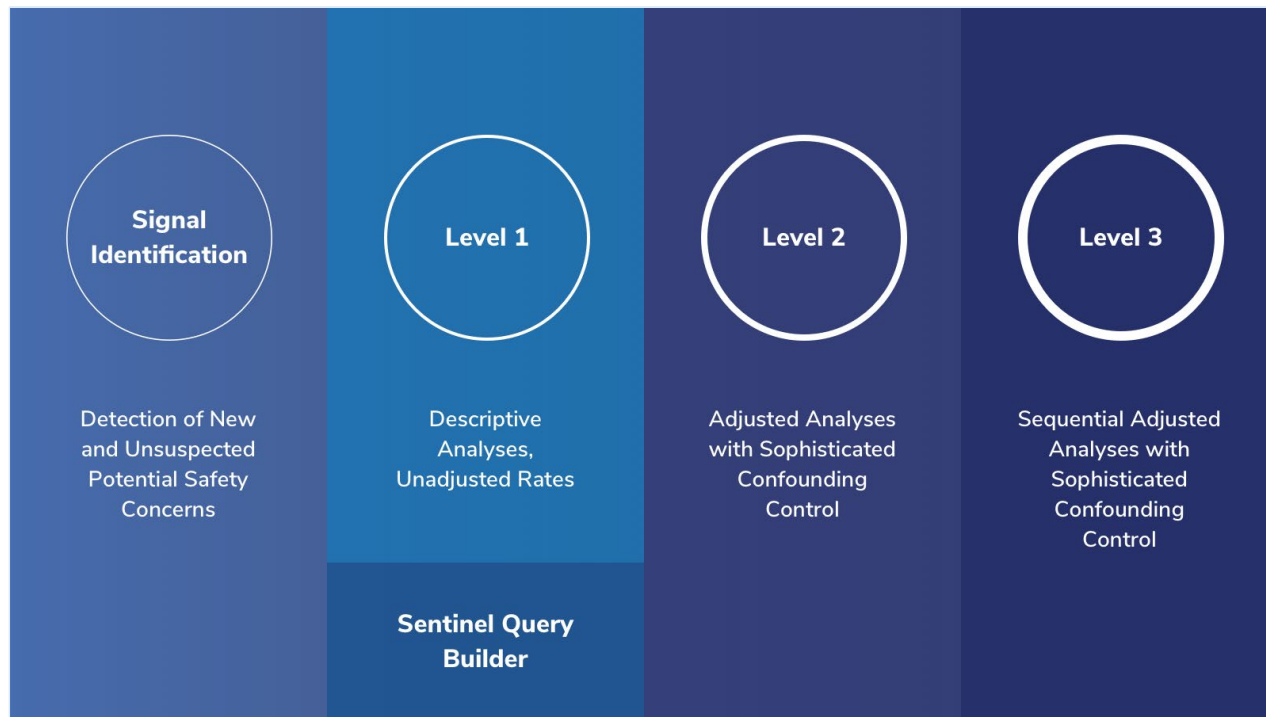 Signal
Identification
Detection of New
and Unsuspected
Potential Safety
Concerns
Level 1
Descriptive
Analyses,
Unadjusted Rates
Sentinel Query
Builder
Level 2
Adjusted Analyses
with Sophisticated
Confounding
Control
Level 3
Sequential Adjusted
Analyses with
Sophisticated
Confounding
Control